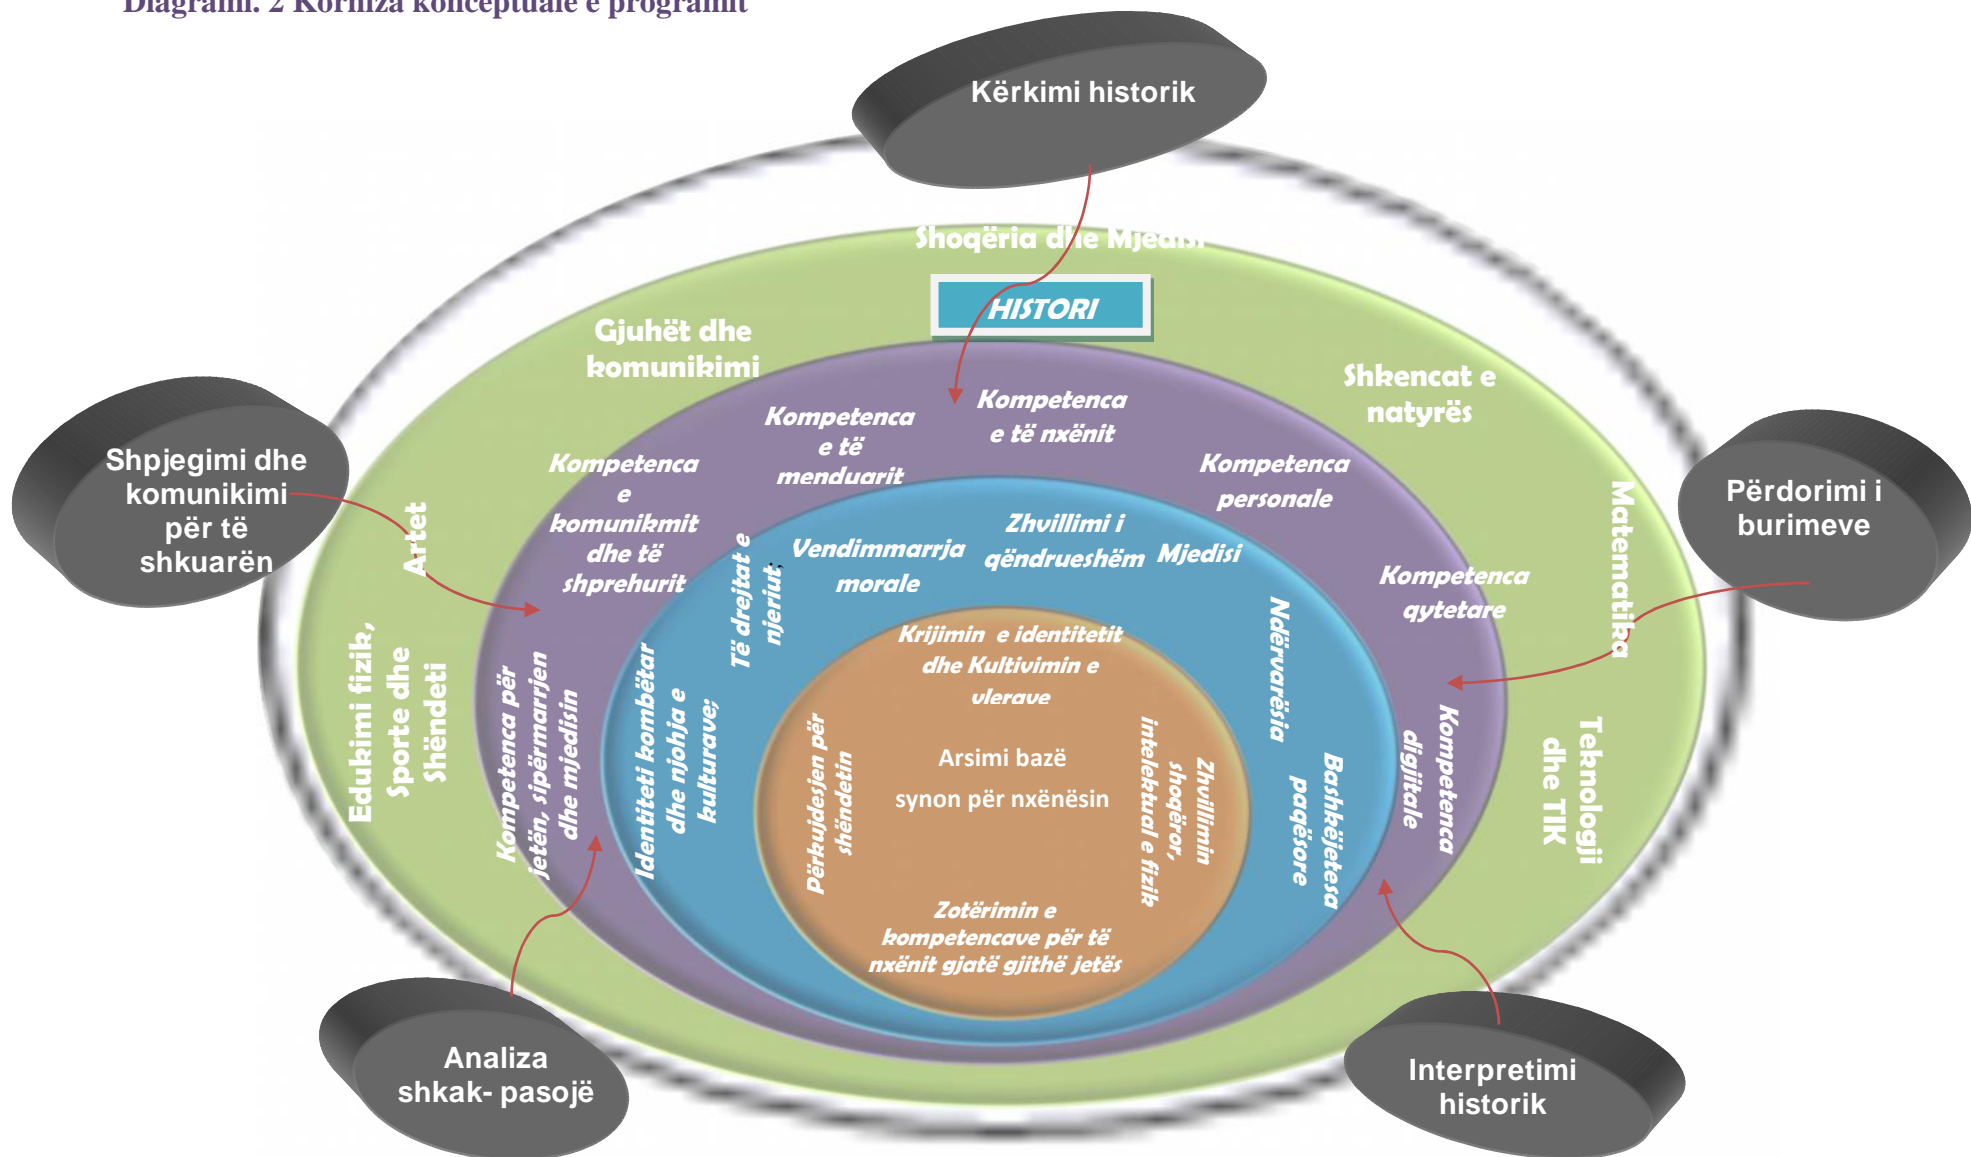 Diagrami. 2 Korniza konceptuale e programit
Kërkimi historik
Shoqëria dhe Mjedisi
HISTORI
Gjuhët dhe
komunikimi
Shkencat e
natyrës
Shpjegimi dhe
komunikimi
për të
shkuarën
Përdorimi i
burimeve
Artet
Matematika
Edukimi fizik,
Sporte dhe
Shëndeti
Teknologji
dhe TIK
Kompetenca
e të nxënit
Kompetenca
e të
menduarit
Kompetenca
e
komunikmit
dhe të
shprehurit
Kompetenca
personale
Kompetenca
qytetare
Kompetenca për
jetën, sipërmarrjen
dhe mjedisin
Kompetenca
digjitale
Zhvillimi i
qëndrueshëm
Vendimmarrja
morale
Mjedisi
Të drejtat e
njeriut;
Ndërvarësia
Identiteti kombëtar
dhe njohja e
kulturave;
Bashkëjetesa
paqësore
Krijimin e identitetit
dhe Kultivimin e
vlerave
Përkujdesjen për
shëndetin
Arsimi bazë
synon për nxënësin
Zhvillimin
shoqëror,
intelektual e fizik
Zotërimin e
kompetencave për të
nxënit gjatë gjithë jetës
Analiza
shkak- pasojë
Interpretimi
historik